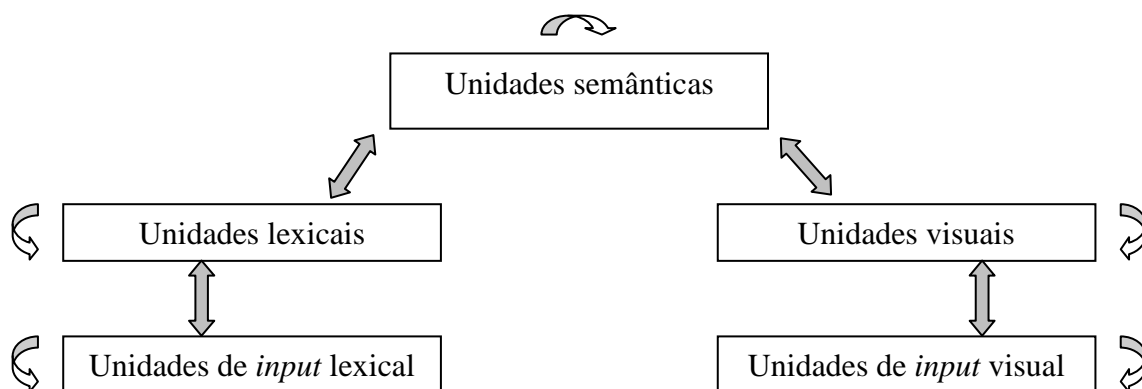 Unidades semânticas
Unidades lexicais
Unidades visuais
Unidades de input lexical
Unidades de input visual